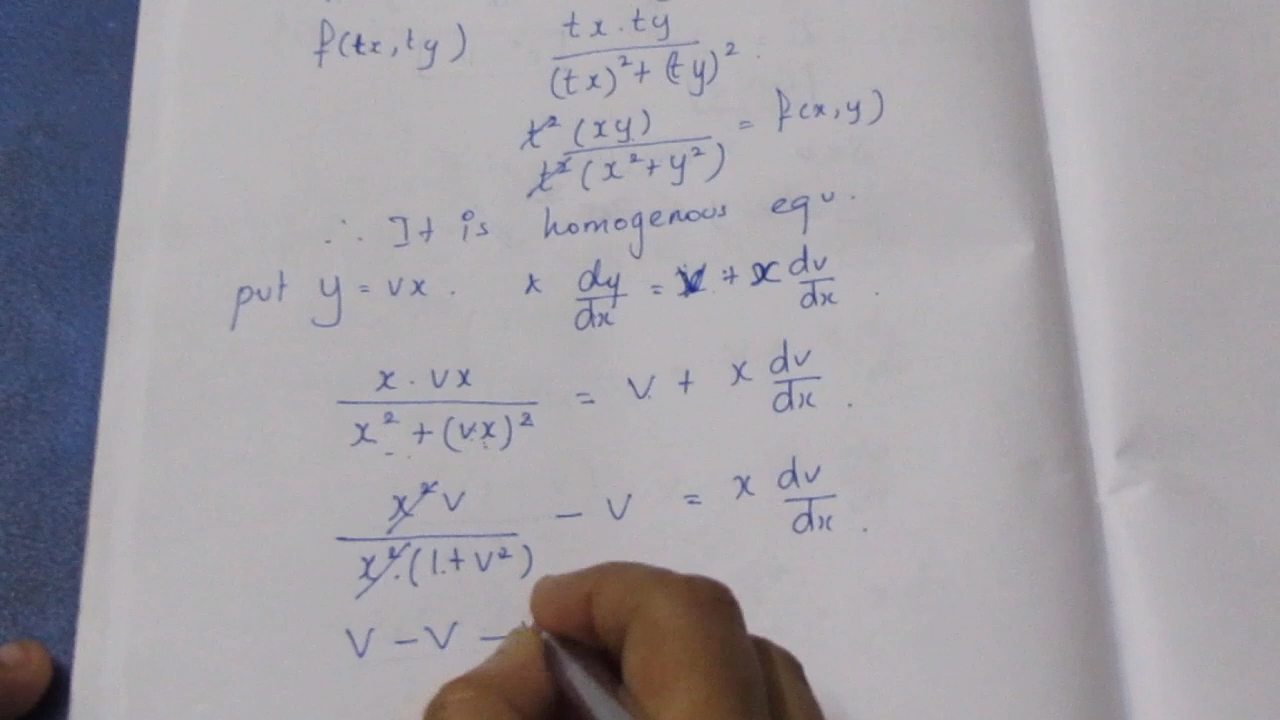 f(tx, ty) tx . ty / (tx)² + (ty)² .
t² (xy) / t² (x² + y²) = f(x, y)
∴ It is homogenous equ .
put y = vx . x dy/dx = v + x dv/dx .
x . vx / x² + (vx)² = v + x dv/dx .
x² v / x² . (1 + v²) - v = x dv/dx .
v - v -